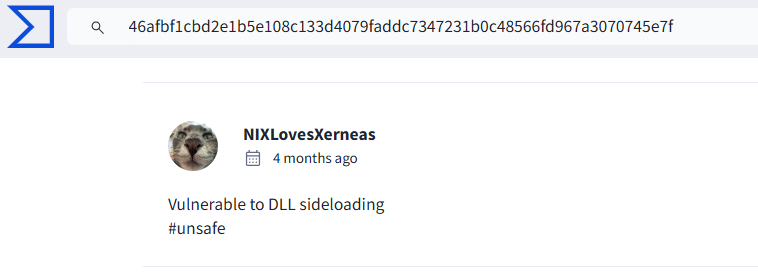 46afbf1cbd2e1b5e108c133d4079faddc7347231b0c48566fd967a3070745e7f
NIXLovesXerneas
4 months ago
Vulnerable to DLL sideloading
#unsafe